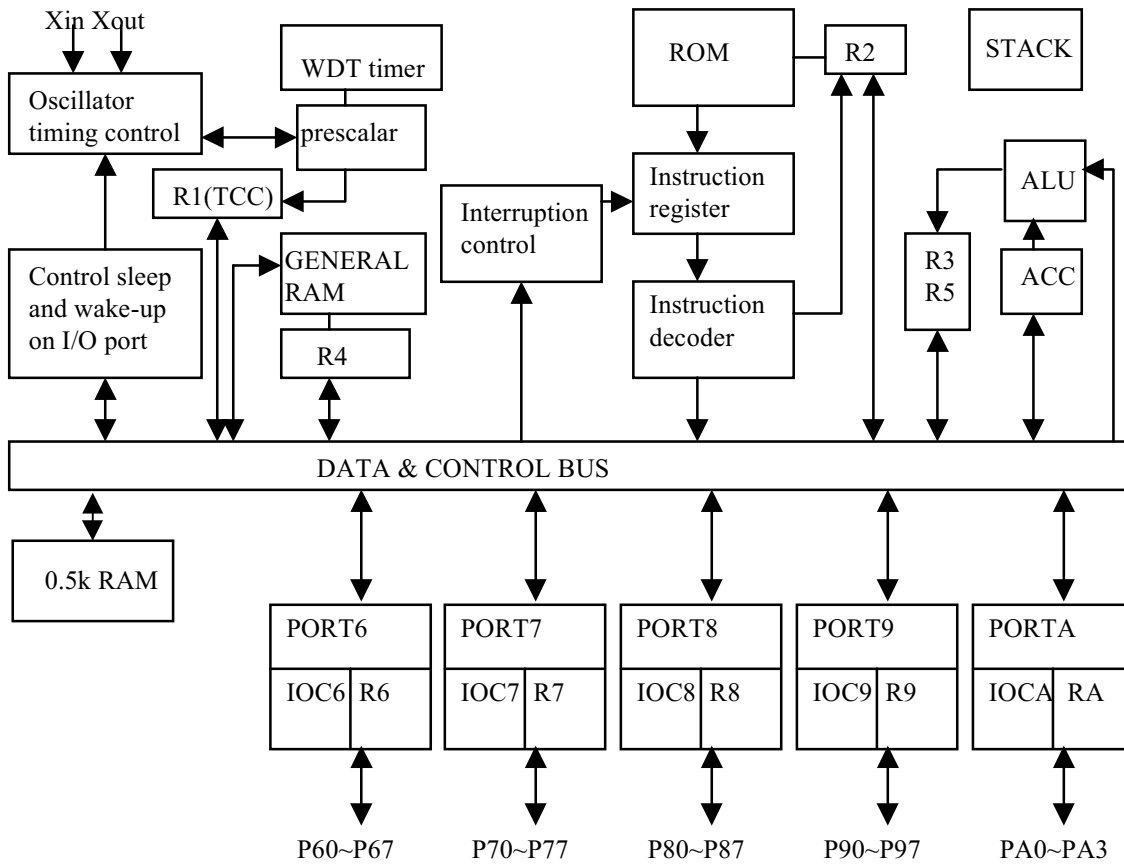 Xin Xout
WDT timer
ROM
R2
STACK
Oscillator
timing control
prescalar
R1(TCC)
Interruption
control
Instruction
register
ALU
Control sleep
and wake-up
on I/O port
GENERAL
RAM
R4
Instruction
decoder
R3
R5
ACC
DATA & CONTROL BUS
0.5k RAM
PORT6
IOC6 R6
PORT7
IOC7 R7
PORT8
IOC8 R8
PORT9
IOC9 R9
PORTA
IOCA RA
P60~P67
P70~P77
P80~P87
P90~P97
PA0~PA3